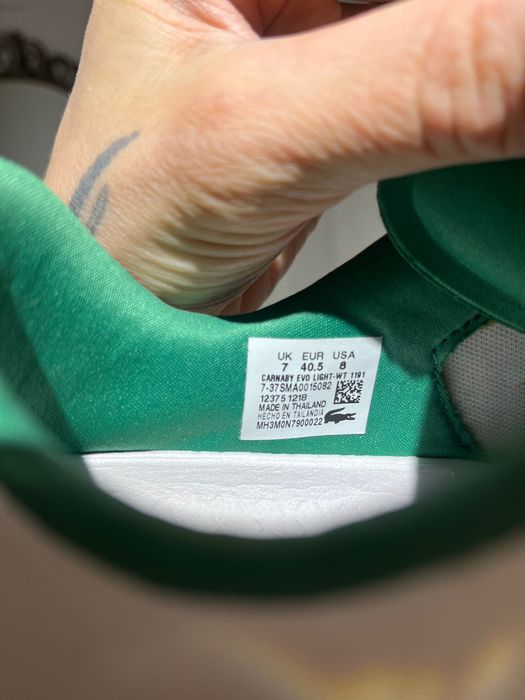 UK EUR USA
7 40.5 8
CARNABY EVO LIGHT-WT 1191
7-37SMA0015082
12375 1218
MADE IN THAILAND
HECHO EN TAILANDIA
MH3M0N7900022